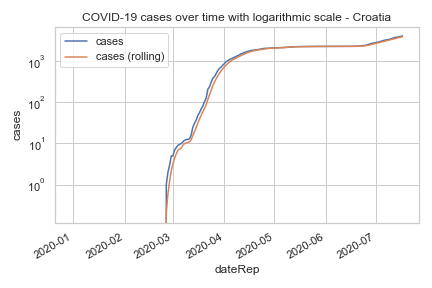 COVID-19 cases over time with logarithmic scale - Croatia
cases
cases (rolling)
10³
10²
10¹
10⁰
cases
2020-01
2020-02
2020-03
2020-04
2020-05
2020-06
2020-07
dateRep